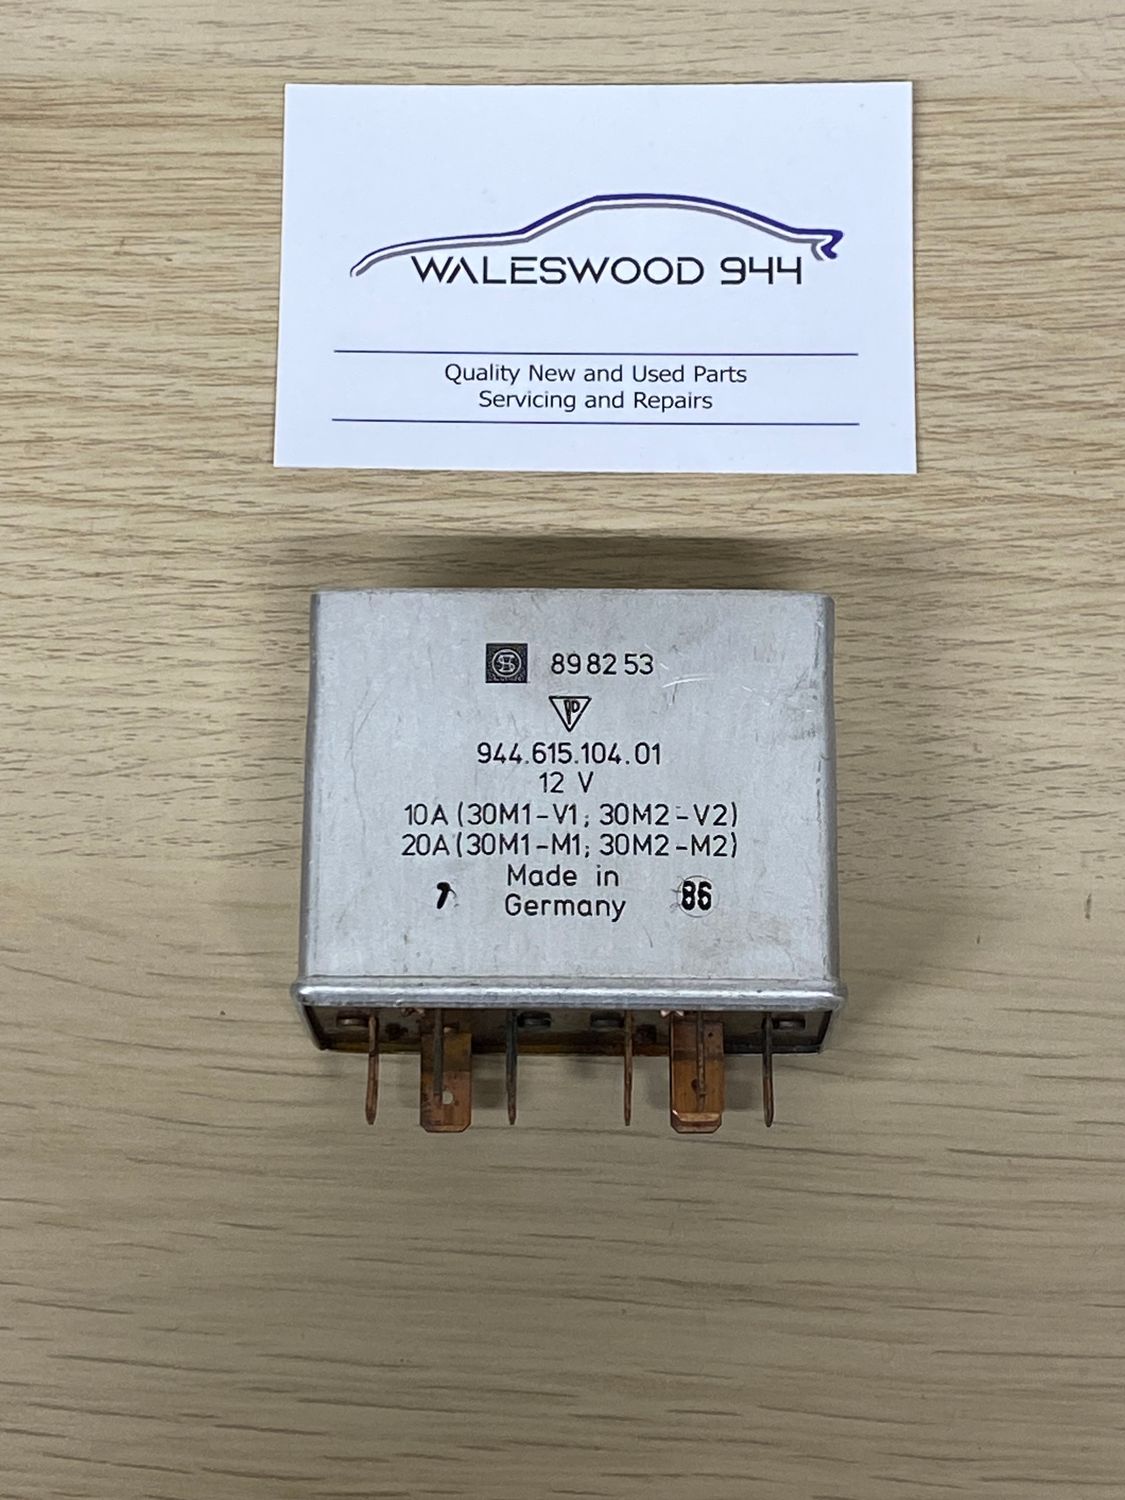 WALESWOOD 944
Quality New and Used Parts
Servicing and Repairs
898253
944.615.104.01
12 V
10A (30M1-V1; 30M2-V2)
20A (30M1-M1; 30M2-M2)
Made in
7 Germany 86